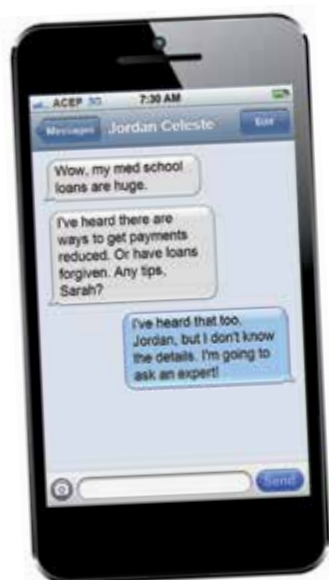 ACEP 3G 7:30 AM
Messages Jordan Celeste Edit
Wow, my med school
loans are huge.
I've heard there are
ways to get payments
reduced. Or have loans
forgiven. Any tips,
Sarah?
I've heard that too,
Jordan, but I don't know
the details. I'm going to
ask an expert!
Send